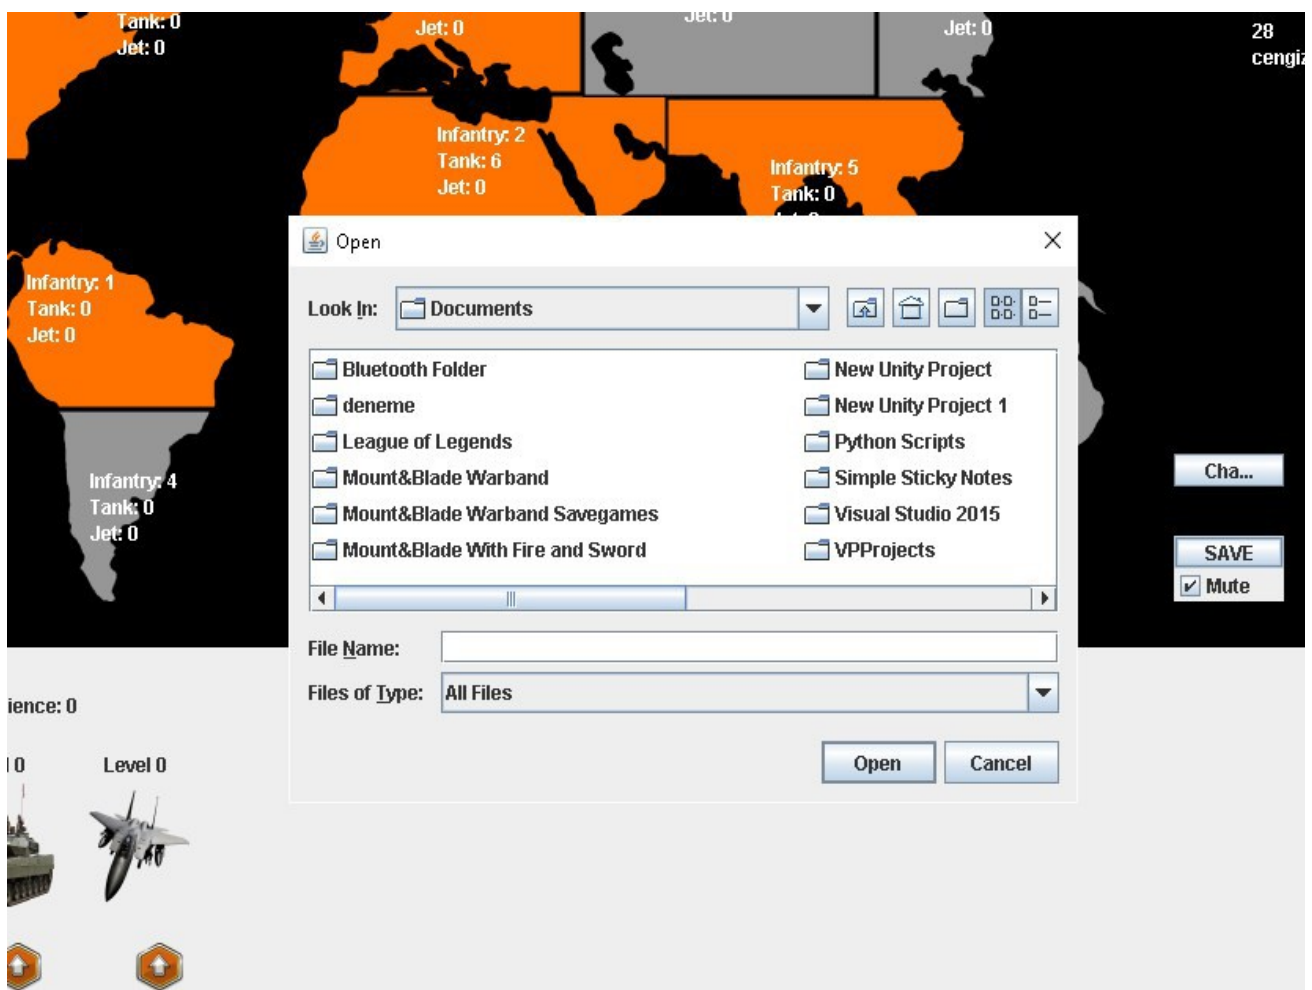 Tank: 0
Jet: 0
Jet: 0
Jet: 0
Jet: 0
28
cengiz
Infantry: 2
Tank: 6
Jet: 0
Infantry: 5
Tank: 0
Infantry: 1
Tank: 0
Jet: 0
Infantry: 4
Tank: 0
Jet: 0
Open
Look In:
Documents
Bluetooth Folder
deneme
League of Legends
Mount&Blade Warband
Mount&Blade Warband Savegames
Mount&Blade With Fire and Sword
New Unity Project
New Unity Project 1
Python Scripts
Simple Sticky Notes
Visual Studio 2015
VPProjects
File Name:
Files of Type:
All Files
Open
Cancel
Cha...
SAVE
Mute
ience: 0
l 0
Level 0